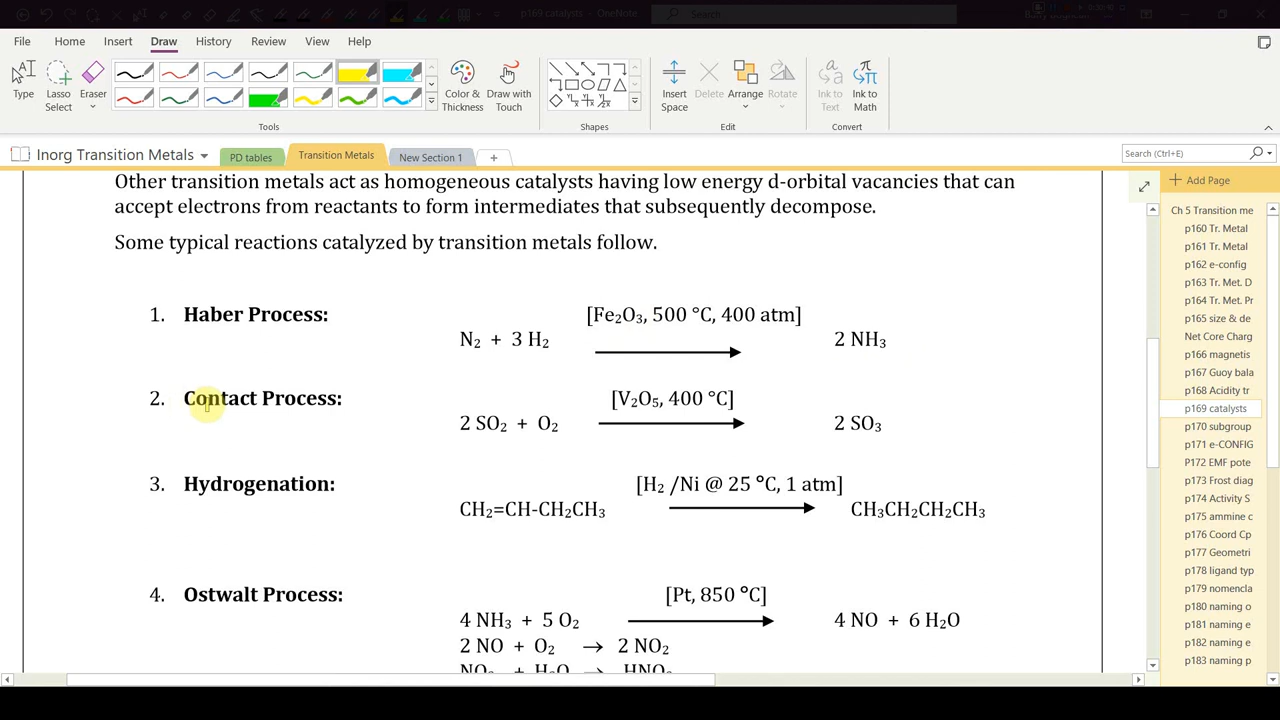 p169 catalysts - OneNote
Search
File Home Insert Draw History Review View Help
Type
Lasso Select
Eraser
Color & Thickness
Draw with Touch
Insert Space
Delete
Arrange
Rotate
Ink to Text
Ink to Math
Tools
Shapes
Edit
Convert
Inorg Transition Metals
PD tables
Transition Metals
New Section 1
Search (Ctrl+E)
Add Page
Other transition metals act as homogeneous catalysts having low energy d-orbital vacancies that can
accept electrons from reactants to form intermediates that subsequently decompose.
Some typical reactions catalyzed by transition metals follow.
1. Haber Process: [Fe₂O₃, 500 °C, 400 atm]
N₂ + 3 H₂ 2 NH₃
2. Contact Process: [V₂O₅, 400 °C]
2 SO₂ + O₂ 2 SO₃
3. Hydrogenation: [H₂ /Ni @ 25 °C, 1 atm]
CH₂=CH-CH₂CH₃ CH₃CH₂CH₂CH₃
4. Ostwalt Process: [Pt, 850 °C]
4 NH₃ + 5 O₂ 4 NO + 6 H₂O
2 NO + O₂ → 2 NO₂
Ch 5 Transition me
p160 Tr. Metal
p161 Tr. Metal
p162 e-config
p163 Tr. Met. D
p164 Tr. Met. Pr
p165 size & de
Net Core Charg
p166 magnetis
p167 Guoy bala
p168 Acidity tr
p169 catalysts
p170 subgroup
p171 e-CONFIG
P172 EMF pote
p173 Frost diag
p174 Activity S
p175 ammine c
p176 Coord Cp
p177 Geometri
p178 ligand typ
p179 nomencla
p180 naming o
p181 naming e
p182 naming e
p183 naming p